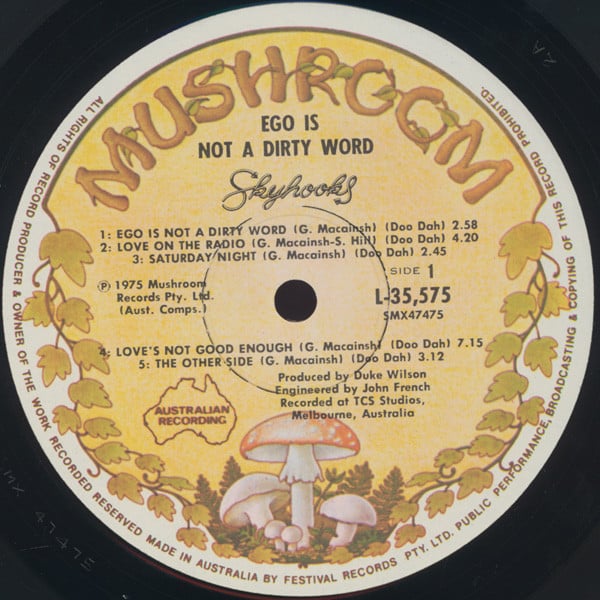 MUSHROOM
EGO IS
NOT A DIRTY WORD
Skyhooks
1: EGO IS NOT A DIRTY WORD (G. Macainsh) (Doo Dah) 2.58
2: LOVE ON THE RADIO (G. Macainsh-S. Hill) (Doo Dah) 4.20
3: SATURDAY NIGHT (G. Macainsh) (Doo Dah) 2.45
SIDE 1
Ⓟ 1975 Mushroom
Records Pty. Ltd.
(Aust. Comps.)
L-35,575
SMX47475
4: LOVE'S NOT GOOD ENOUGH (G. Macainsh) (Doo Dah) 7.15
5: THE OTHER SIDE (G. Macainsh) (Doo Dah) 3.12
Produced by Duke Wilson
Engineered by John French
Recorded at TCS Studios,
Melbourne, Australia
AUSTRALIAN
RECORDING
ALL RIGHTS OF RECORD PRODUCER & OWNER OF THE WORK RECORDED RESERVED MADE IN AUSTRALIA BY FESTIVAL RECORDS PTY. LTD. PUBLIC PERFORMANCE, BROADCASTING & COPYING OF THIS RECORD PROHIBITED.